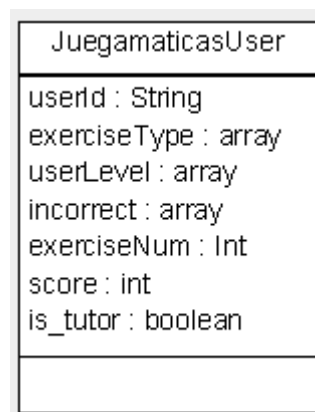 JuegamaticasUser
userId : String
exerciseType : array
userLevel : array
incorrect : array
exerciseNum : Int
score : int
is_tutor : boolean